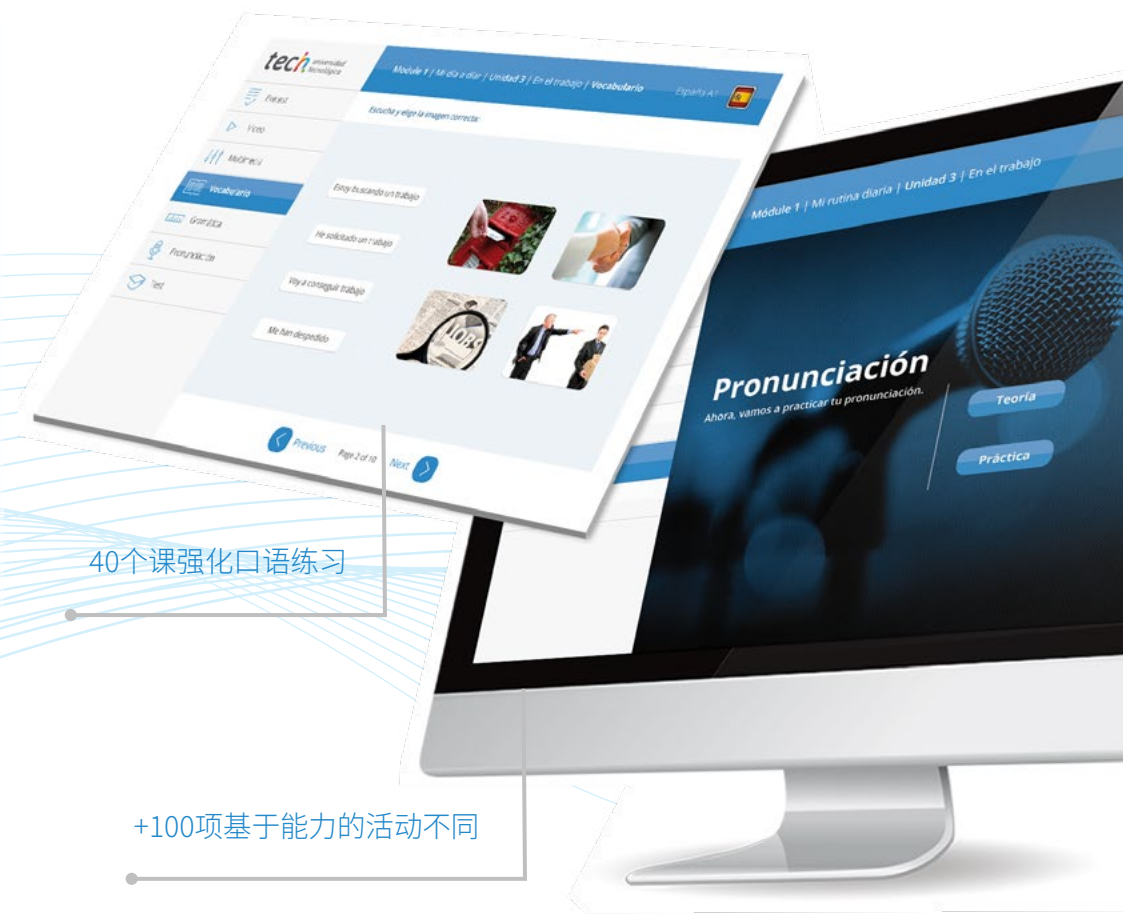 tech universidad
tecnológica
Module 1 | Mi día a diar | Unidad 3 | En el trabajo | Vocabulario
España A1
Escucha y elige la imagen correcta:
Pretest
Vídeo
Multimedia
Vocabulario
Gramática
Pronunciación
Test
Estoy buscando un trabajo
He solicitado un trabajo
Voy a conseguir trabajo
Me han despedido
JOBS
Previous
Page 2 of 10
Next
Módulo 1 | Mi rutina diaria | Unidad 3 | En el trabajo
Pronunciación
Ahora, vamos a practicar tu pronunciación.
Teoría
Práctica
40个课强化口语练习
+100项基于能力的活动不同